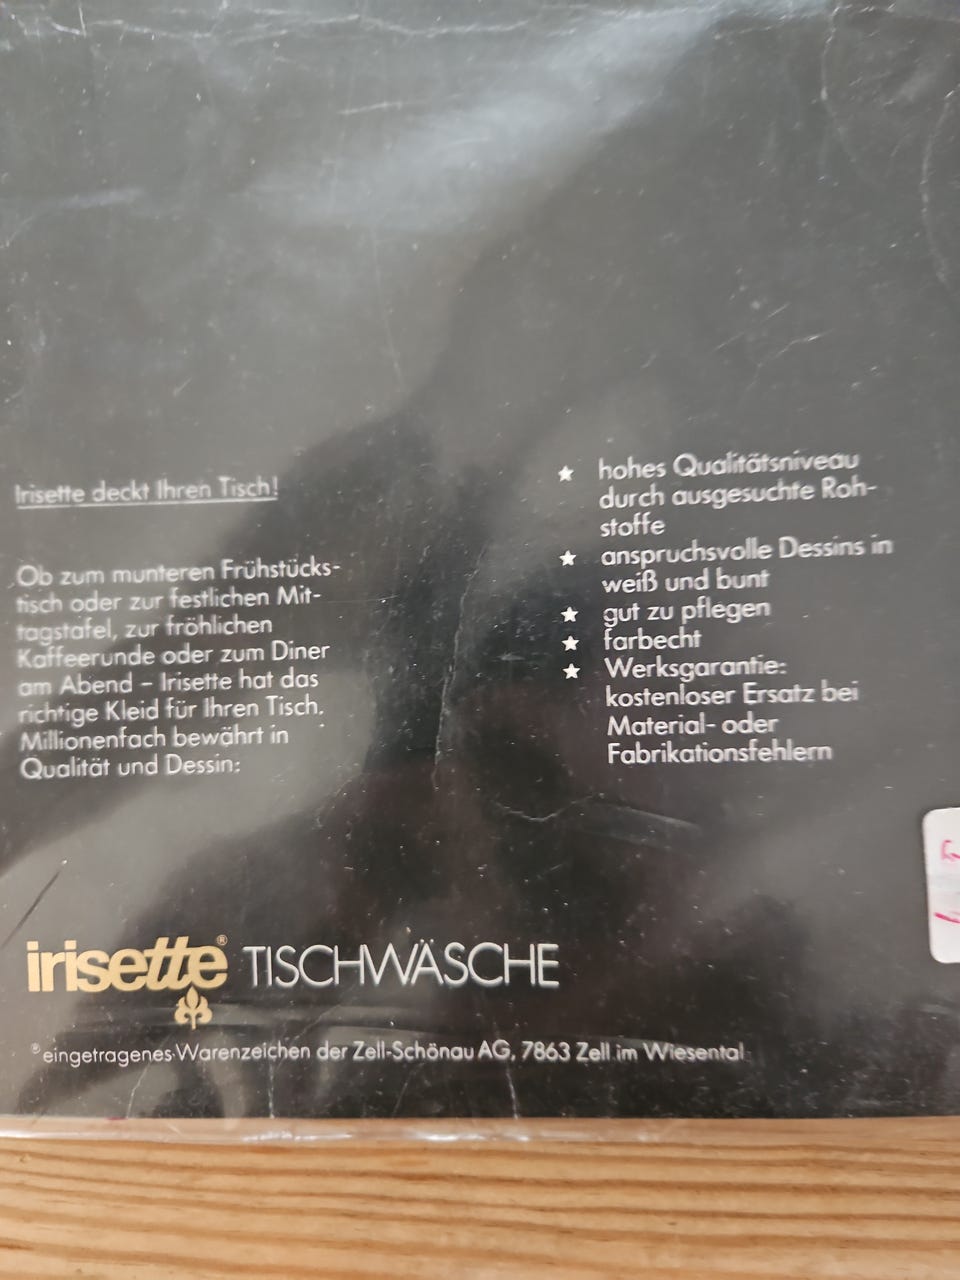 Irisette deckt Ihren Tisch!
Ob zum munteren Frühstücks-
tisch oder zur festlichen Mit-
tagstafel, zur fröhlichen
Kaffeerunde oder zum Diner
am Abend – Irisette hat das
richtige Kleid für Ihren Tisch.
Millionenfach bewährt in
Qualität und Dessin:
★ hohes Qualitätsniveau
durch ausgesuchte Roh-
stoffe
★ anspruchsvolle Dessins in
weiß und bunt
★ gut zu pflegen
★ farbecht
★ Werksgarantie:
kostenloser Ersatz bei
Material- oder
Fabrikationsfehlern
irisette® TISCHWÄSCHE
®eingetragenes Warenzeichen der Zell-Schönau AG, 7863 Zell im Wiesental